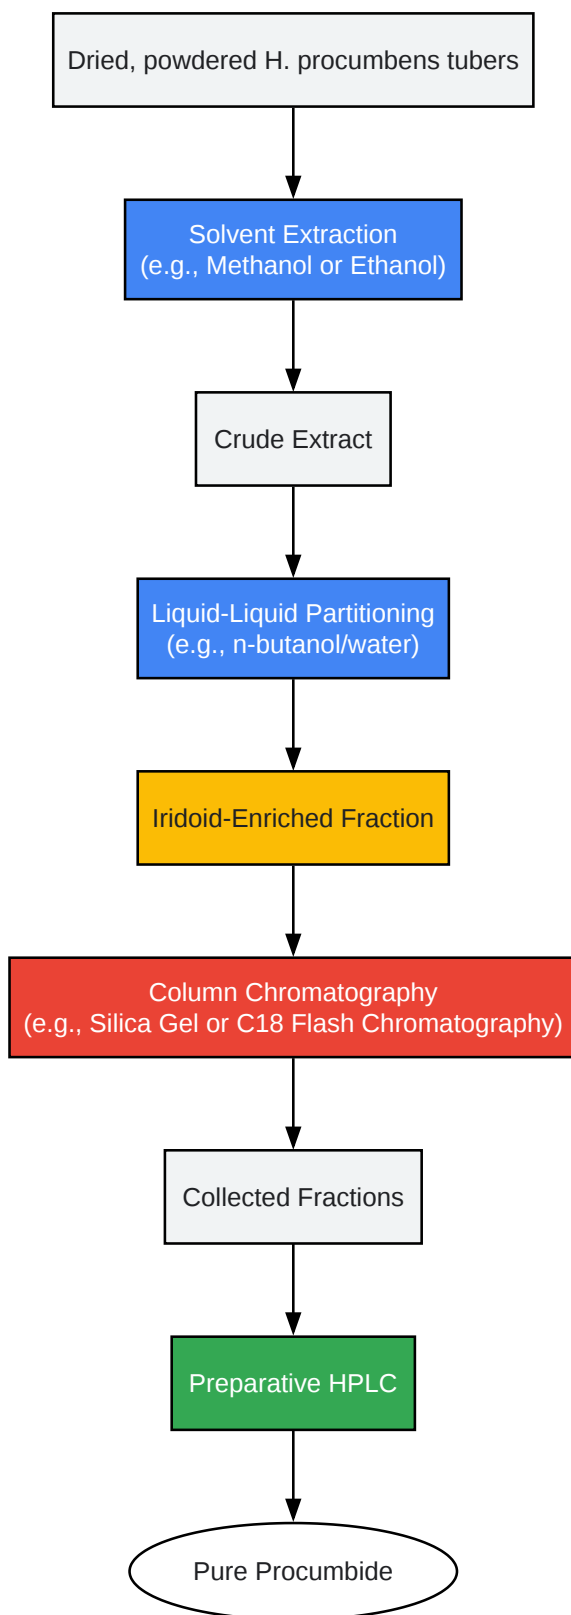 Dried, powdered H. procumbens tubers
Solvent Extraction
(e.g., Methanol or Ethanol)
Crude Extract
Liquid-Liquid Partitioning
(e.g., n-butanol/water)
Iridoid-Enriched Fraction
Column Chromatography
(e.g., Silica Gel or C18 Flash Chromatography)
Collected Fractions
Preparative HPLC
Pure Procumbide